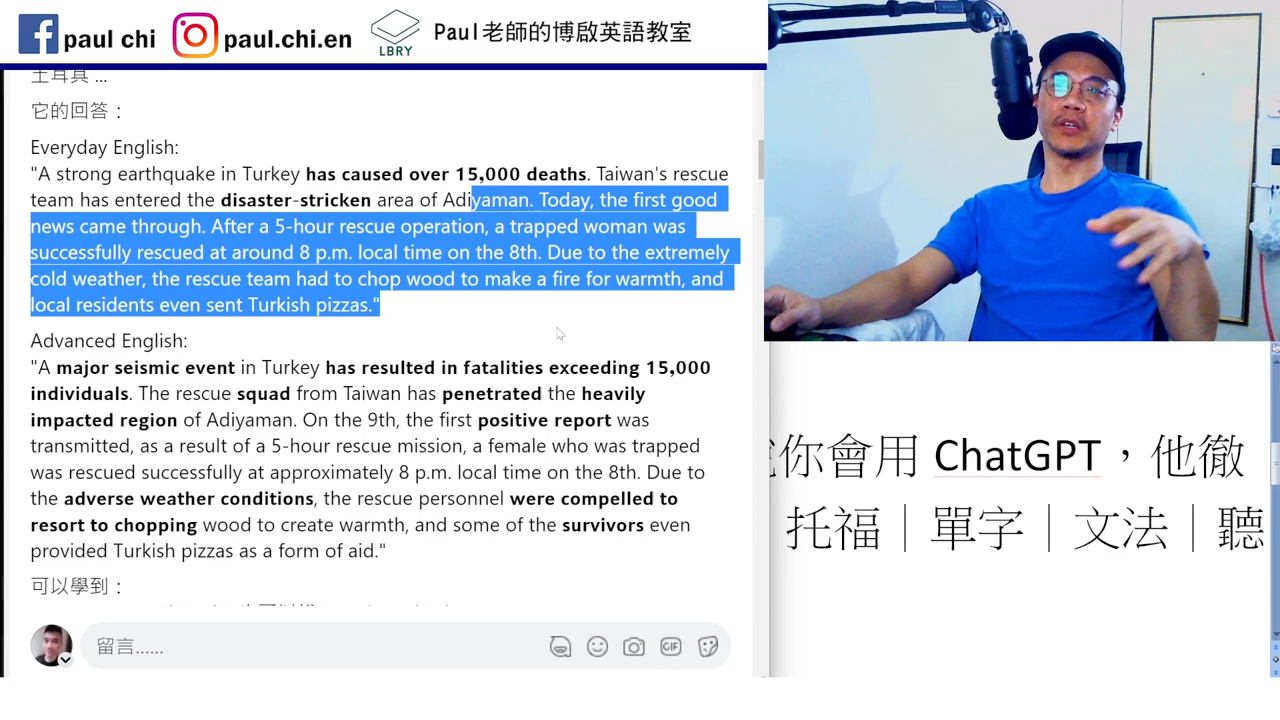 paul chi
paul.chi.en
LBRY
Paul老師的博啟英語教室
土耳其 ...
它的回答：
Everyday English:
"A strong earthquake in Turkey has caused over 15,000 deaths. Taiwan's rescue
team has entered the disaster-stricken area of Adiyaman. Today, the first good
news came through. After a 5-hour rescue operation, a trapped woman was
successfully rescued at around 8 p.m. local time on the 8th. Due to the extremely
cold weather, the rescue team had to chop wood to make a fire for warmth, and
local residents even sent Turkish pizzas."
Advanced English:
"A major seismic event in Turkey has resulted in fatalities exceeding 15,000
individuals. The rescue squad from Taiwan has penetrated the heavily
impacted region of Adiyaman. On the 9th, the first positive report was
transmitted, as a result of a 5-hour rescue mission, a female who was trapped
was rescued successfully at approximately 8 p.m. local time on the 8th. Due to
the adverse weather conditions, the rescue personnel were compelled to
resort to chopping wood to create warmth, and some of the survivors even
provided Turkish pizzas as a form of aid."
可以學到：
留言......
GIF
你會用 ChatGPT，他徹
托福｜單字｜文法｜聽